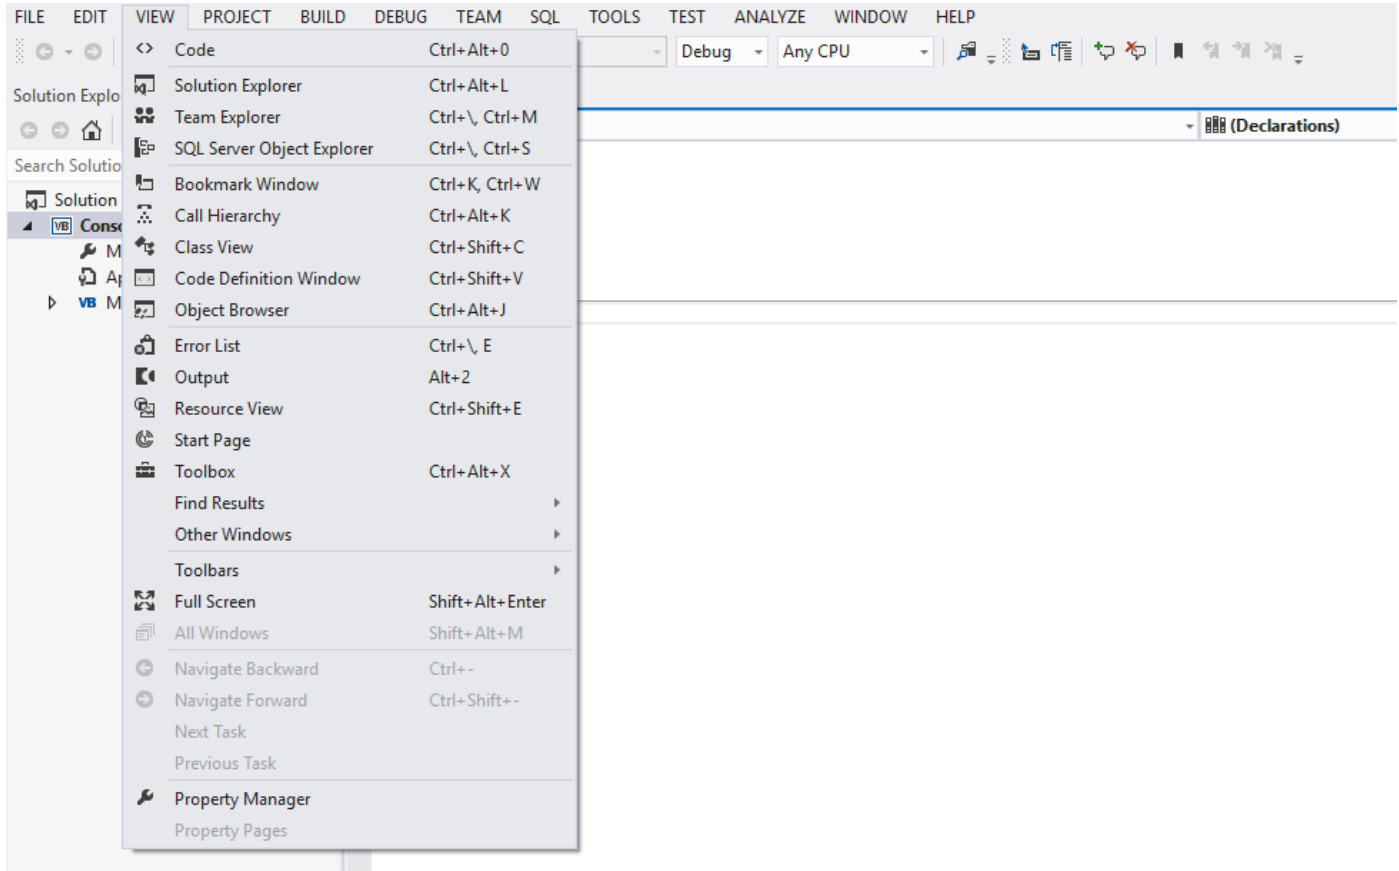 FILE EDIT VIEW PROJECT BUILD DEBUG TEAM SQL TOOLS TEST ANALYZE WINDOW HELP
Debug Any CPU
Solution Explo
(Declarations)
Search Solutio
Solution
VB Conso
M
Ap
VB M
Code Ctrl+Alt+0
Solution Explorer Ctrl+Alt+L
Team Explorer Ctrl+\, Ctrl+M
SQL Server Object Explorer Ctrl+\, Ctrl+S
Bookmark Window Ctrl+K, Ctrl+W
Call Hierarchy Ctrl+Alt+K
Class View Ctrl+Shift+C
Code Definition Window Ctrl+Shift+V
Object Browser Ctrl+Alt+J
Error List Ctrl+\, E
Output Alt+2
Resource View Ctrl+Shift+E
Start Page
Toolbox Ctrl+Alt+X
Find Results
Other Windows
Toolbars
Full Screen Shift+Alt+Enter
All Windows Shift+Alt+M
Navigate Backward Ctrl+-
Navigate Forward Ctrl+Shift+-
Next Task
Previous Task
Property Manager
Property Pages